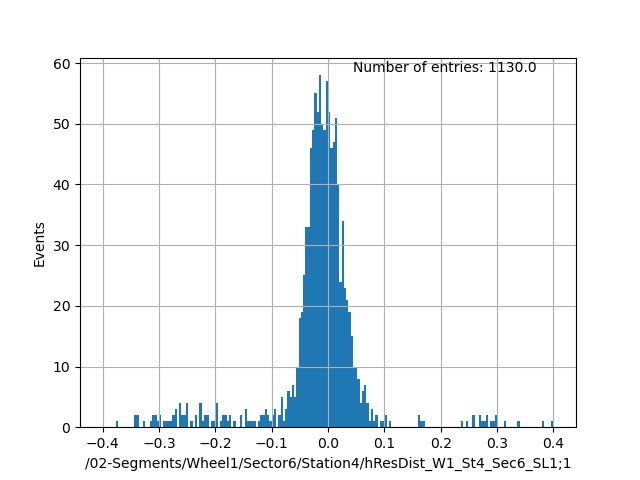 Number of entries: 1130.0
60
50
40
30
20
10
0
Events
−0.4 −0.3 −0.2 −0.1 0.0 0.1 0.2 0.3 0.4
/02-Segments/Wheel1/Sector6/Station4/hResDist_W1_St4_Sec6_SL1;1